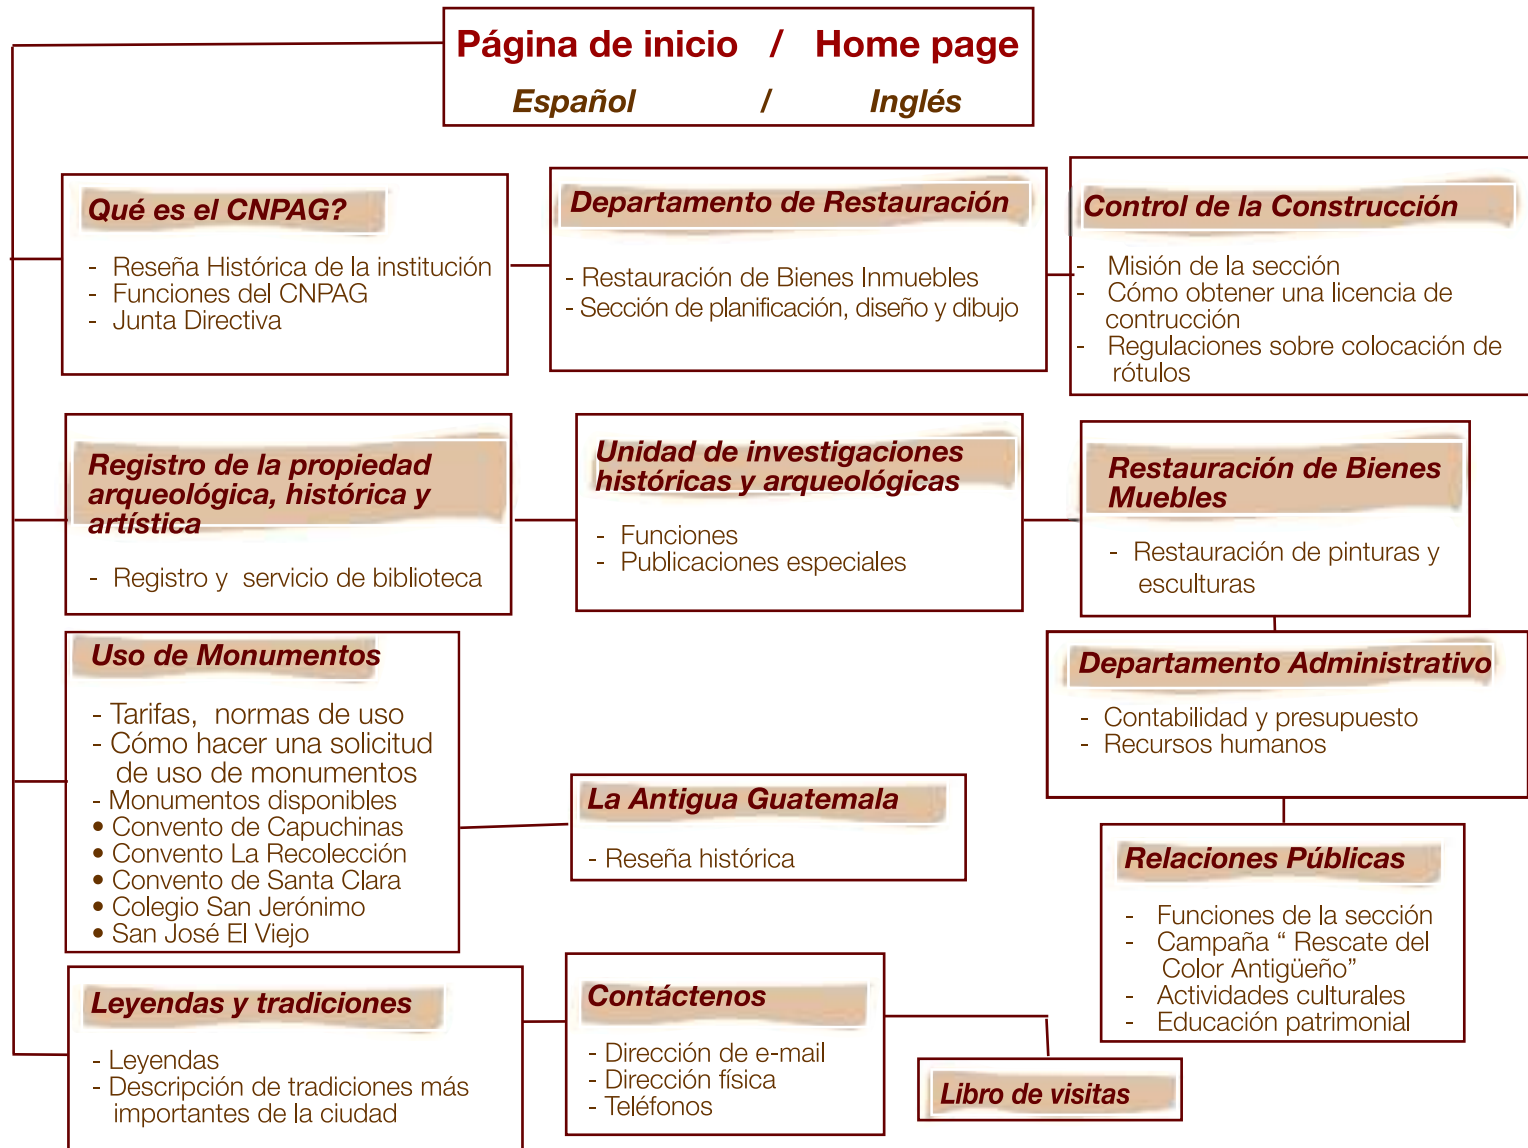 Página de inicio / Home page
Español / Inglés
Qué es el CNPAG?
- Reseña Histórica de la institución
- Funciones del CNPAG
- Junta Directiva
Departamento de Restauración
- Restauración de Bienes Inmuebles
- Sección de planificación, diseño y dibujo
Control de la Construcción
- Misión de la sección
- Cómo obtener una licencia de
contrucción
- Regulaciones sobre colocación de
rótulos
Registro de la propiedad
arqueológica, histórica y
artística
- Registro y servicio de biblioteca
Unidad de investigaciones
históricas y arqueológicas
- Funciones
- Publicaciones especiales
Restauración de Bienes
Muebles
- Restauración de pinturas y
esculturas
Uso de Monumentos
- Tarifas, normas de uso
- Cómo hacer una solicitud
de uso de monumentos
- Monumentos disponibles
• Convento de Capuchinas
• Convento La Recolección
• Convento de Santa Clara
• Colegio San Jerónimo
• San José El Viejo
La Antigua Guatemala
- Reseña histórica
Departamento Administrativo
- Contabilidad y presupuesto
- Recursos humanos
Relaciones Públicas
- Funciones de la sección
- Campaña “ Rescate del
Color Antigüeño”
- Actividades culturales
- Educación patrimonial
Leyendas y tradiciones
- Leyendas
- Descripción de tradiciones más
importantes de la ciudad
Contáctenos
- Dirección de e-mail
- Dirección física
- Teléfonos
Libro de visitas